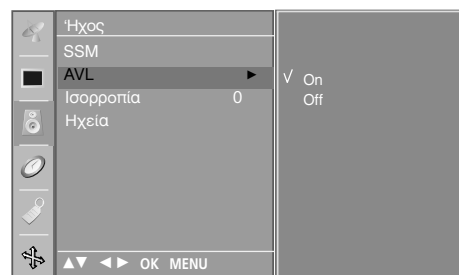 Ήχος
SSM
AVL ►
Ισορροπία 0
Ηχεία
√ On
Off
▲▼ ◄► OK MENU